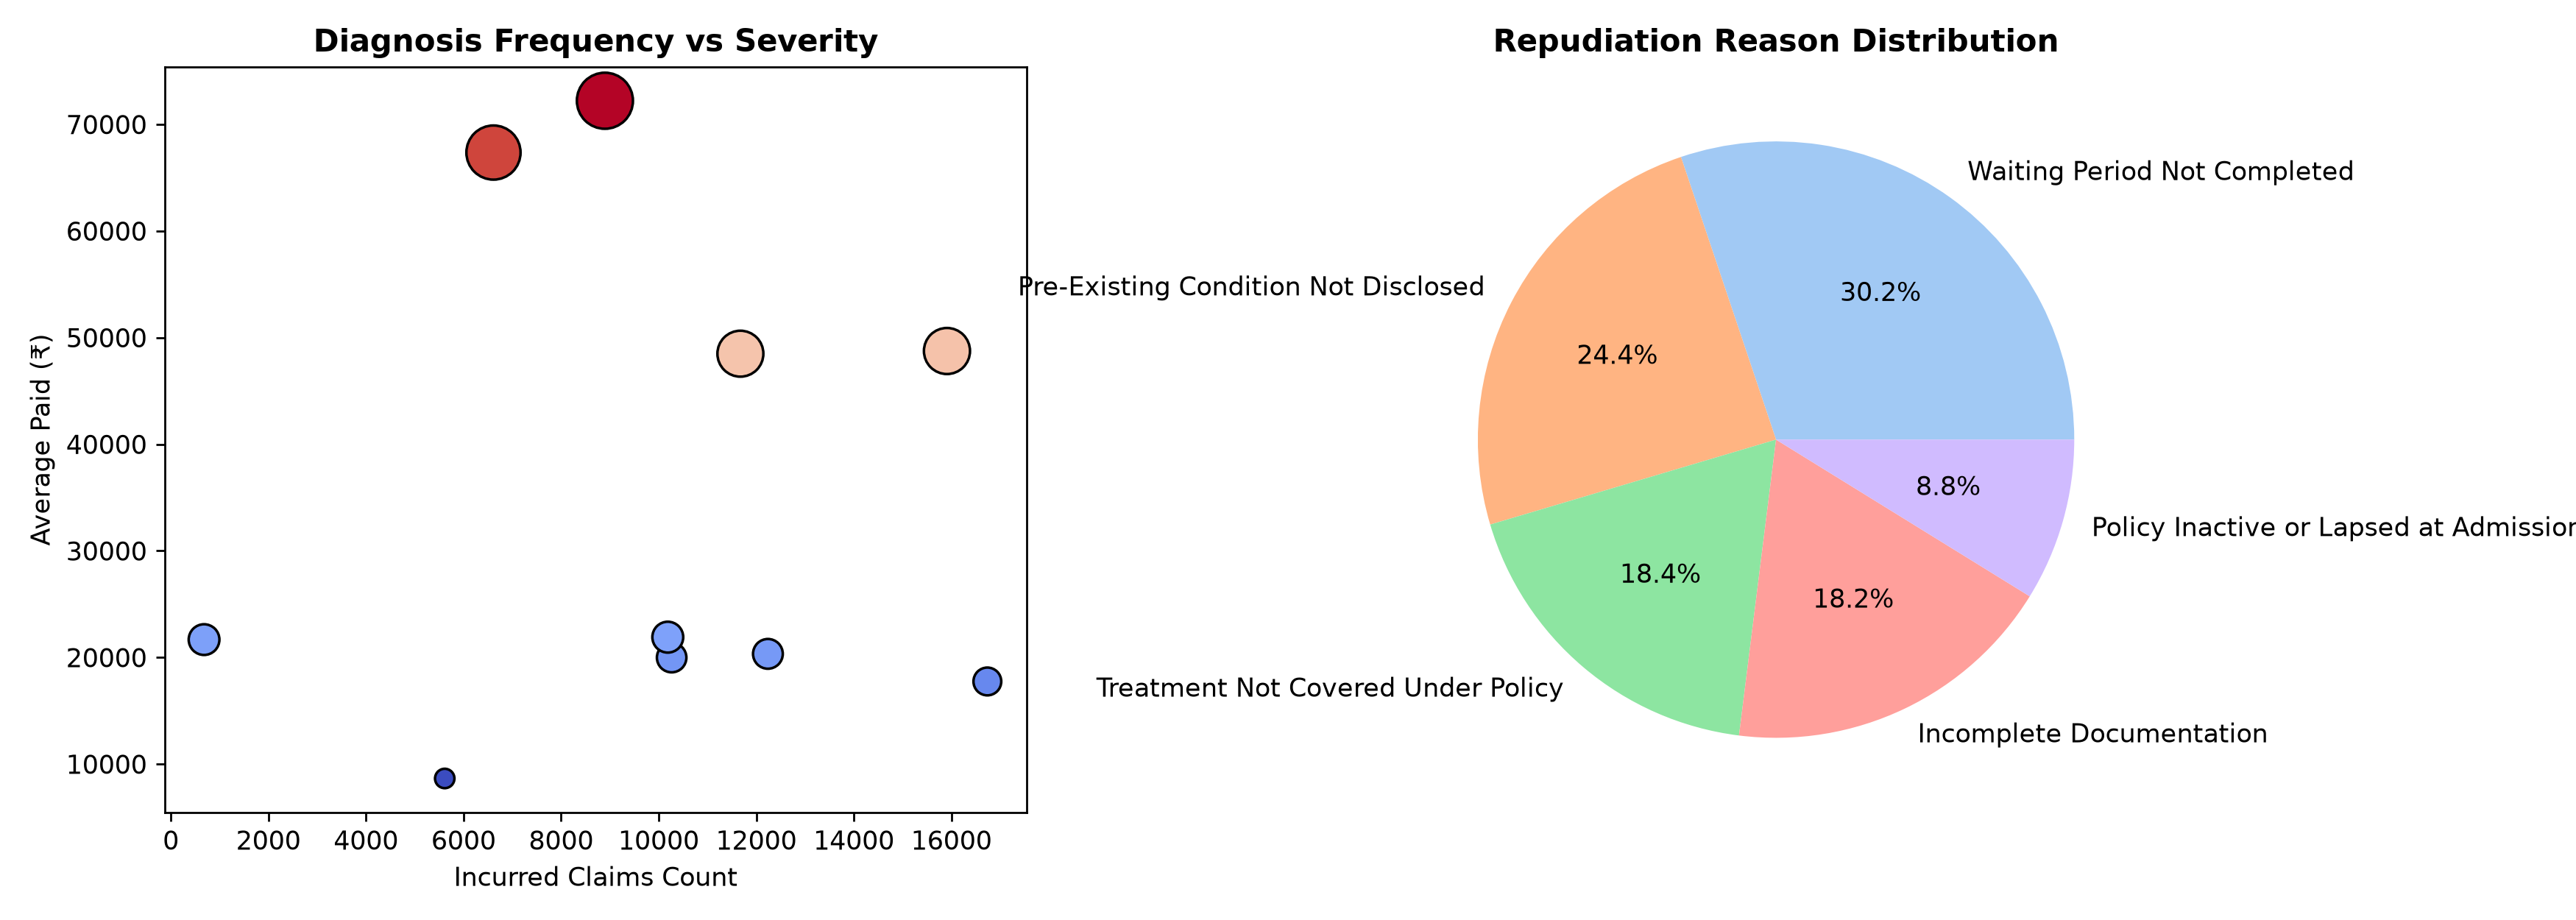 Diagnosis Frequency vs Severity
70000
60000
50000
40000
30000
20000
10000
Average Paid (₹)
0 2000 4000 6000 8000 10000 12000 14000 16000
Incurred Claims Count
Repudiation Reason Distribution
Waiting Period Not Completed
30.2%
Pre-Existing Condition Not Disclosed
24.4%
Treatment Not Covered Under Policy
18.4%
Incomplete Documentation
18.2%
Policy Inactive or Lapsed at Admission
8.8%